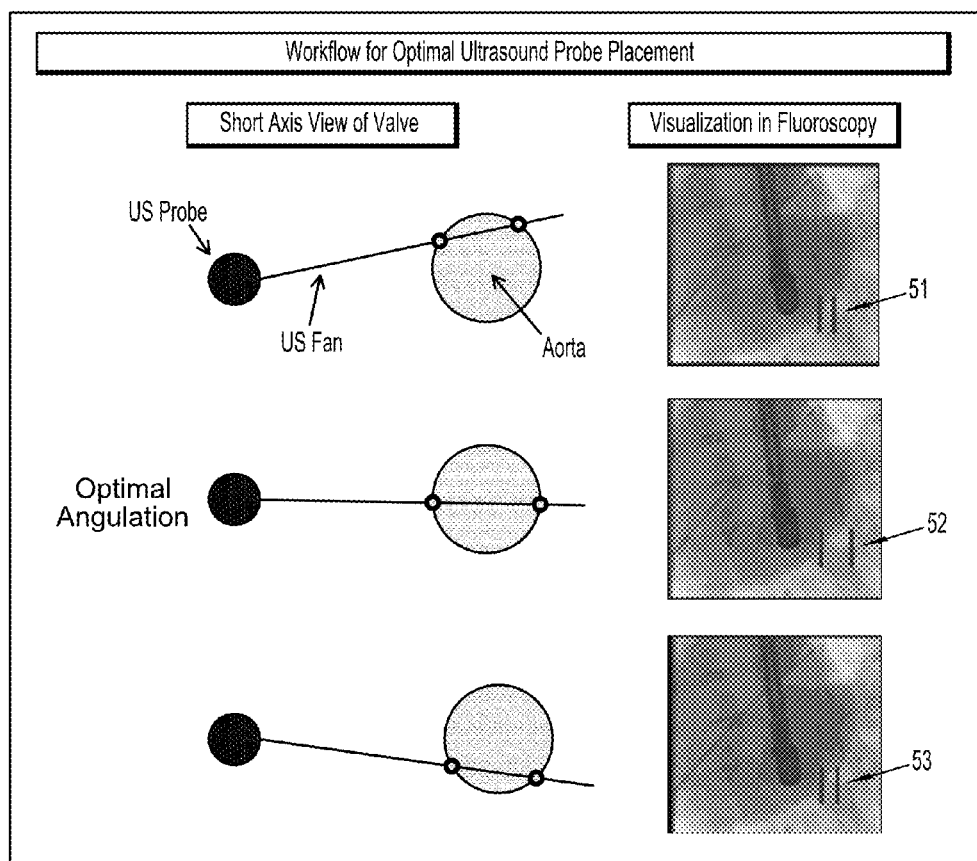 Workflow for Optimal Ultrasound Probe Placement
Short Axis View of Valve
Visualization in Fluoroscopy
US Probe
US Fan
Aorta
51
Optimal
Angulation
52
53